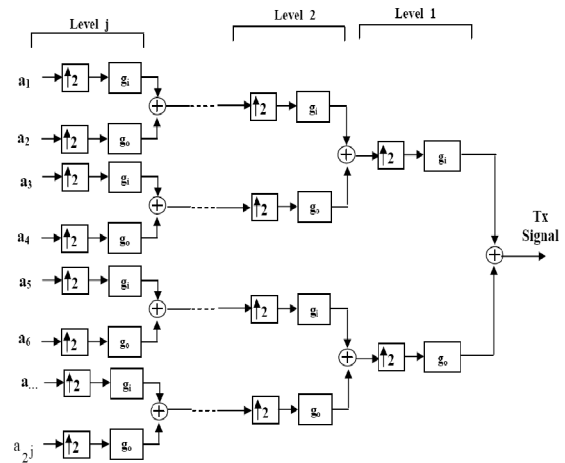 Level j
Level 2
Level 1
a1 ↑2 gi
↑2 gi
a2 ↑2 go
+
↑2 gi
a3 ↑2 gi
+
a4 ↑2 go
+
↑2 go
Tx
Signal
+
a5 ↑2 gi
+
↑2 gi
a6 ↑2 go
+
↑2 go
a... ↑2 gi
+
↑2 go
a2j ↑2 go